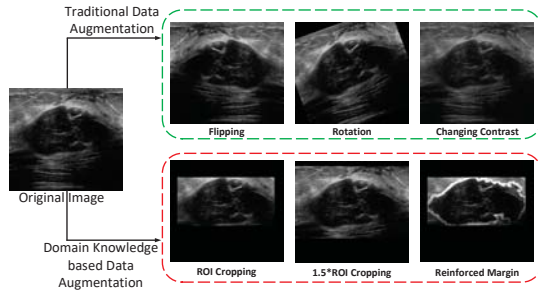 Traditional Data
Augmentation
Flipping
Rotation
Changing Contrast
Original Image
Domain Knowledge
based Data
Augmentation
ROI Cropping
1.5*ROI Cropping
Reinforced Margin